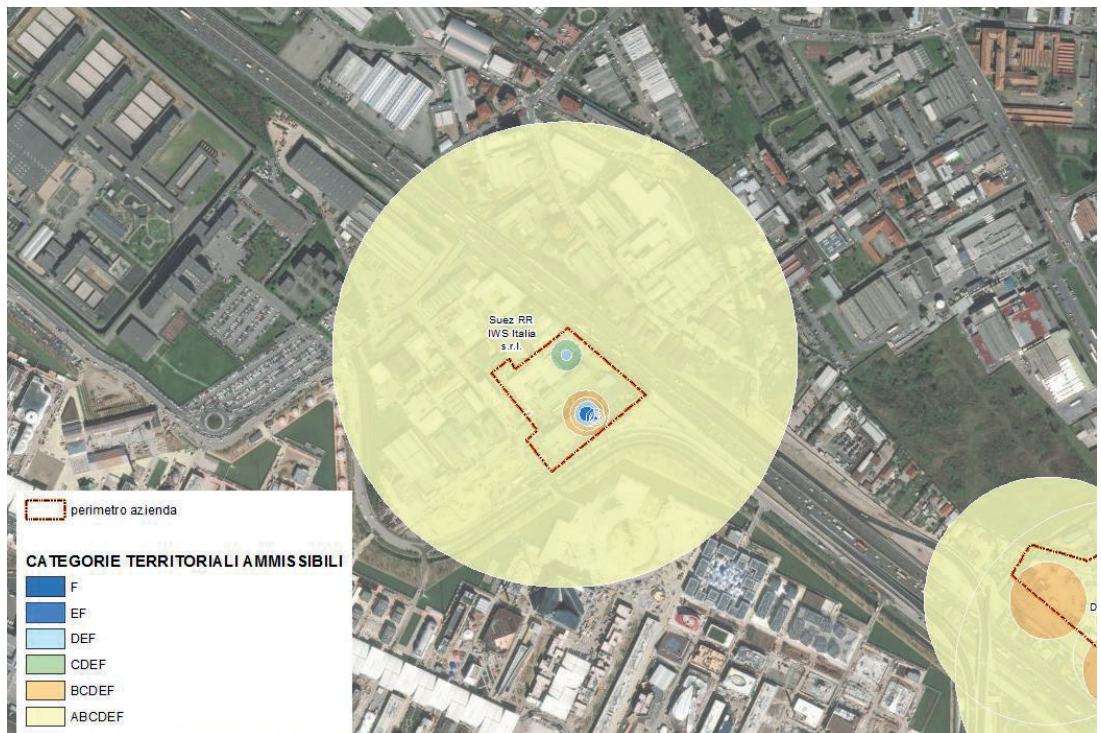 Suez RR
IWS Italia
s.r.l.
D
perimetro azienda
CATEGORIE TERRITORIALI AMMISSIBILI
F
EF
DEF
CDEF
BCDEF
ABCDEF